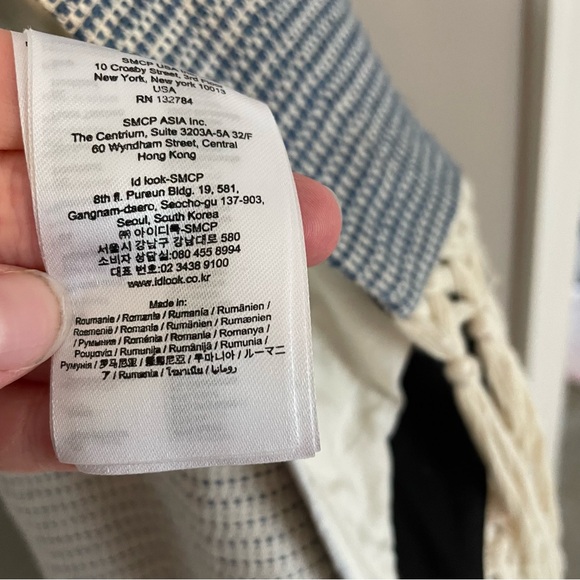 SMCP USA
10 Crosby Street, 3rd
New York, New york 10013
USA
RN 132784
SMCP ASIA Inc.
The Centrium, Suite 3203A-5A 32/F
60 Wyndham Street, Central
Hong Kong
Id look-SMCP
8th fl. Pureun Bldg. 19, 581,
Gangnam-daero, Seocho-gu 137-903,
Seoul, South Korea
㈜ 아이디룩-SMCP
서울시 강남구 강남대로 580
소비자 상담실:080 455 8994
대표 번호:02 3438 9100
www.idlook.co.kr
Made in:
Roumanie / Romania / Rumanía / Rumänien /
Roemenië / Romania / Rumänien / Rumænien
/ Румыния / Roménia / Romania / Romanya /
Ρουμανία / Rumunija / Rumānijā / Rumunia /
Румунія / 罗马尼亚 / 羅馬尼亞 / 루마니아 / ルーマニ
ア / Rumania / โรมาเนีย / رومانيا /